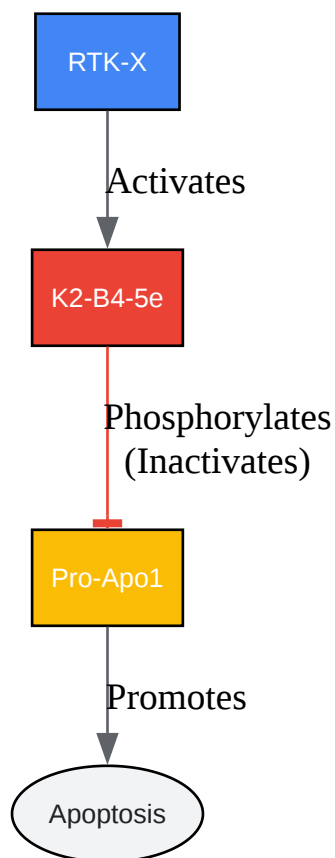 RTK-X
Activates
K2-B4-5e
Phosphorylates
(Inactivates)
Pro-Apo1
Promotes
Apoptosis